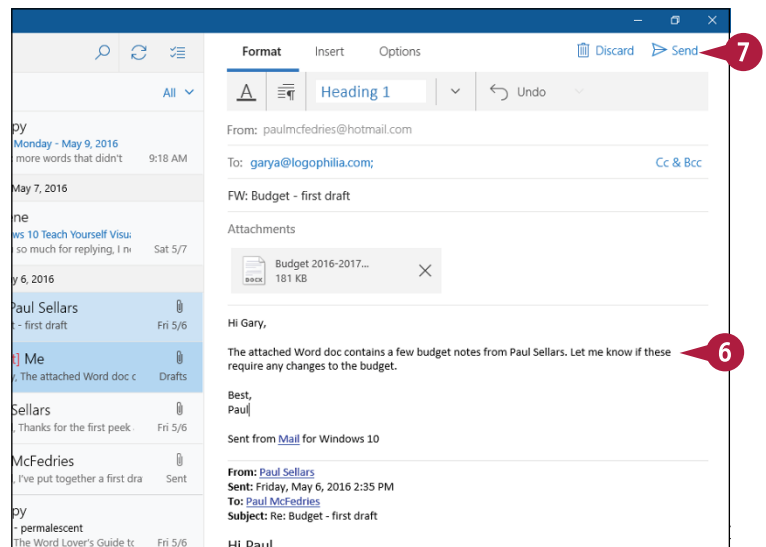 Format Insert Options Discard Send
7
All
Heading 1 Undo
py
Monday - May 9, 2016
more words that didn't 9:18 AM
May 7, 2016
ne
ws 10 Teach Yourself Visu
so much for replying, I Sat 5/7
y 6, 2016
Paul Sellars
t - first draft Fri 5/6
t] Me
, The attached Word doc c Drafts
Sellars
, Thanks for the first peek Fri 5/6
McFedries
, I've put together a first dra Sent
py
- permalescent
The Word Lover's Guide to Fri 5/6
From: paulmcfedries@hotmail.com
To: garya@logophilia.com; Cc & Bcc
FW: Budget - first draft
Attachments
DOCX
Budget 2016-2017...
181 KB
Hi Gary,
The attached Word doc contains a few budget notes from Paul Sellars. Let me know if these
require any changes to the budget.
6
Best,
Paul
Sent from Mail for Windows 10
From: Paul Sellars
Sent: Friday, May 6, 2016 2:35 PM
To: Paul McFedries
Subject: Re: Budget - first draft
Hi Paul